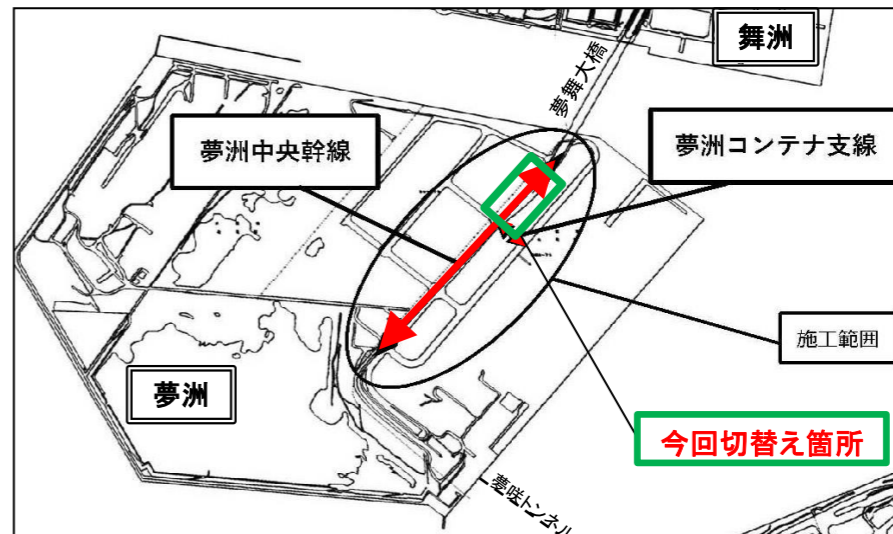 舞洲
夢舞大橋
夢洲中央幹線
夢洲コンテナ支線
施工範囲
夢洲
今回切替え箇所
夢咲トンネル